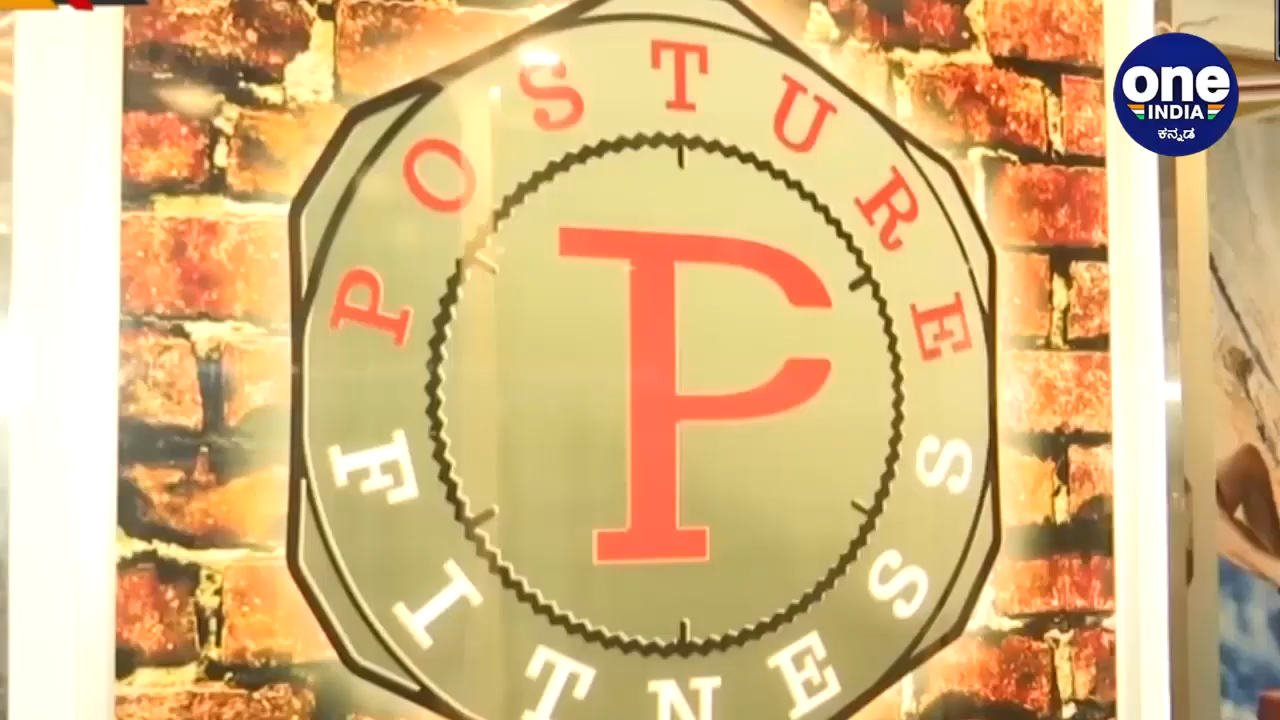 POSTURE
P
FITNESS
one
INDIA
ಕನ್ನಡ